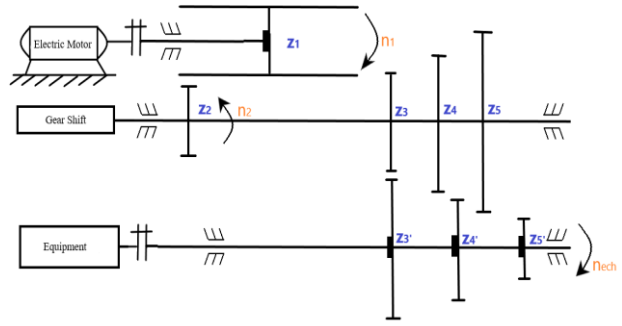 Electric Motor
z1
n1
Gear Shift
z2
n2
z3
z4
z5
Equipment
z3'
z4'
z5'
nech